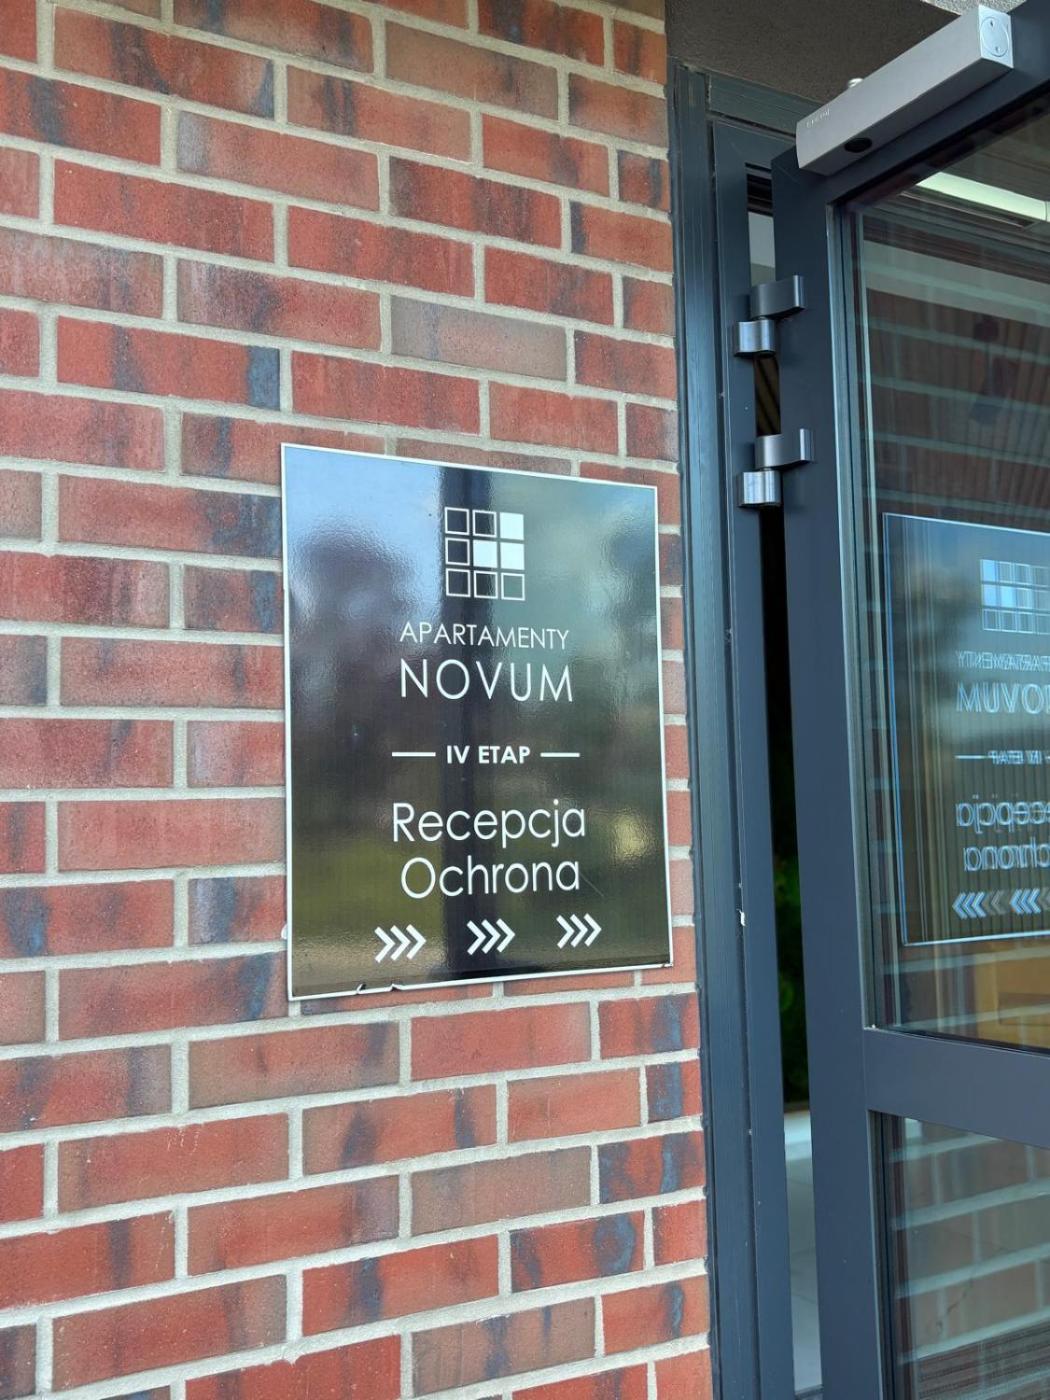 APARTAMENTY
NOVUM
IV ETAP
Recepcja
Ochrona